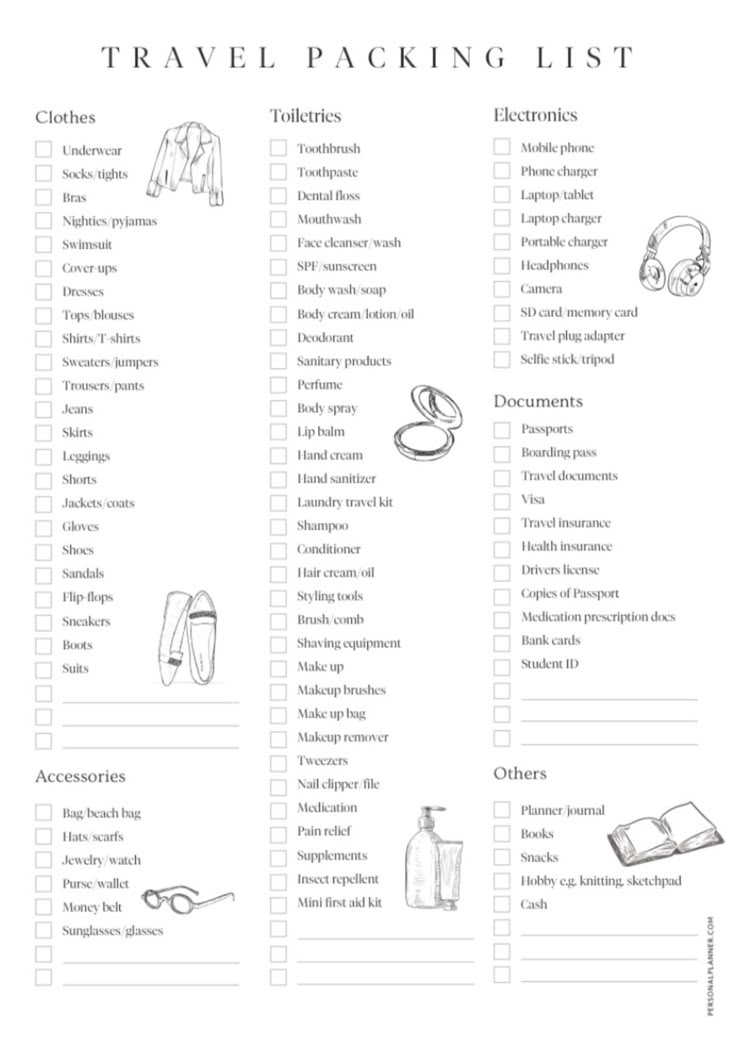 TRAVEL PACKING LIST
Clothes
Underwear
Socks/tights
Bras
Nighties/pyjamas
Swimsuit
Cover-ups
Dresses
Tops/blouses
Shirts/T-shirts
Sweaters/jumpers
Trousers/pants
Jeans
Skirts
Leggings
Shorts
Jackets/coats
Gloves
Shoes
Sandals
Flip-flops
Sneakers
Boots
Suits
Accessories
Bag/beach bag
Hats/scarfs
Jewelry/watch
Purse/wallet
Money belt
Sunglasses/glasses
Toiletries
Toothbrush
Toothpaste
Dental floss
Mouthwash
Face cleanser/wash
SPF/sunscreen
Body wash/soap
Body cream/lotion/oil
Deodorant
Sanitary products
Perfume
Body spray
Lip balm
Hand cream
Hand sanitizer
Laundry travel kit
Shampoo
Conditioner
Hair cream/oil
Styling tools
Brush/comb
Shaving equipment
Make up
Makeup brushes
Make up bag
Makeup remover
Tweezers
Nail clipper/file
Medication
Pain relief
Supplements
Insect repellent
Mini first aid kit
Electronics
Mobile phone
Phone charger
Laptop/tablet
Laptop charger
Portable charger
Headphones
Camera
SD card/memory card
Travel plug adapter
Selfie stick/tripod
Documents
Passports
Boarding pass
Travel documents
Visa
Travel insurance
Health insurance
Drivers license
Copies of Passport
Medication prescription docs
Bank cards
Student ID
Others
Planner/journal
Books
Snacks
Hobby e.g. knitting, sketchpad
Cash
PERSONALPLANNER.COM